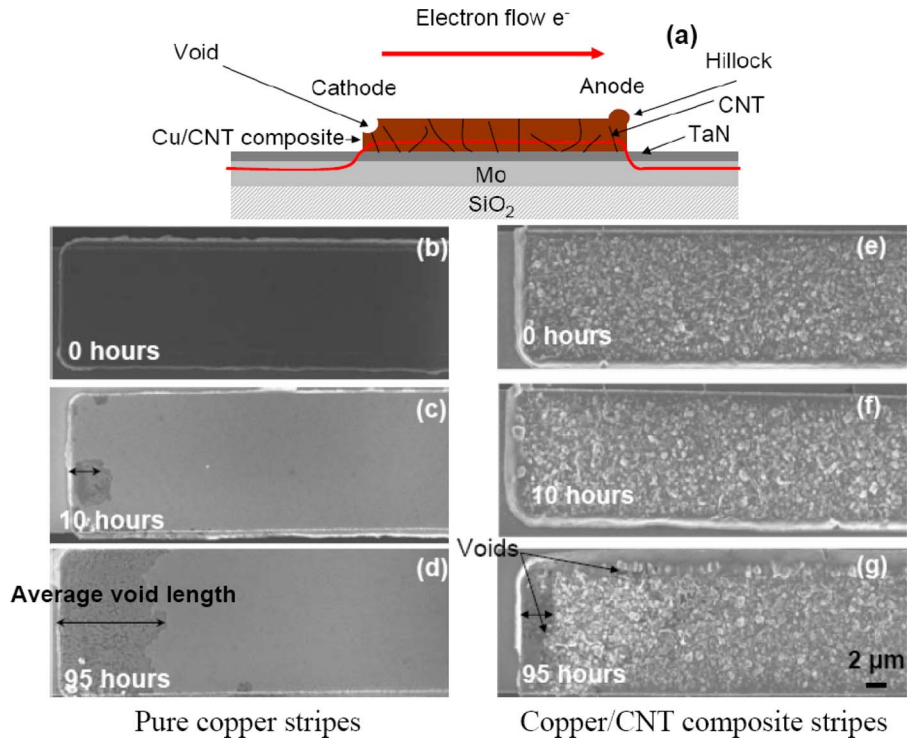 Electron flow e-
(a)
Void
Hillock
Cathode
Anode
CNT
Cu/CNT composite
TaN
Mo
SiO2
(b)
0 hours
(e)
0 hours
(c)
10 hours
(f)
10 hours
(d)
Average void length
95 hours
Voids
(g)
95 hours
2 µm
Pure copper stripes
Copper/CNT composite stripes